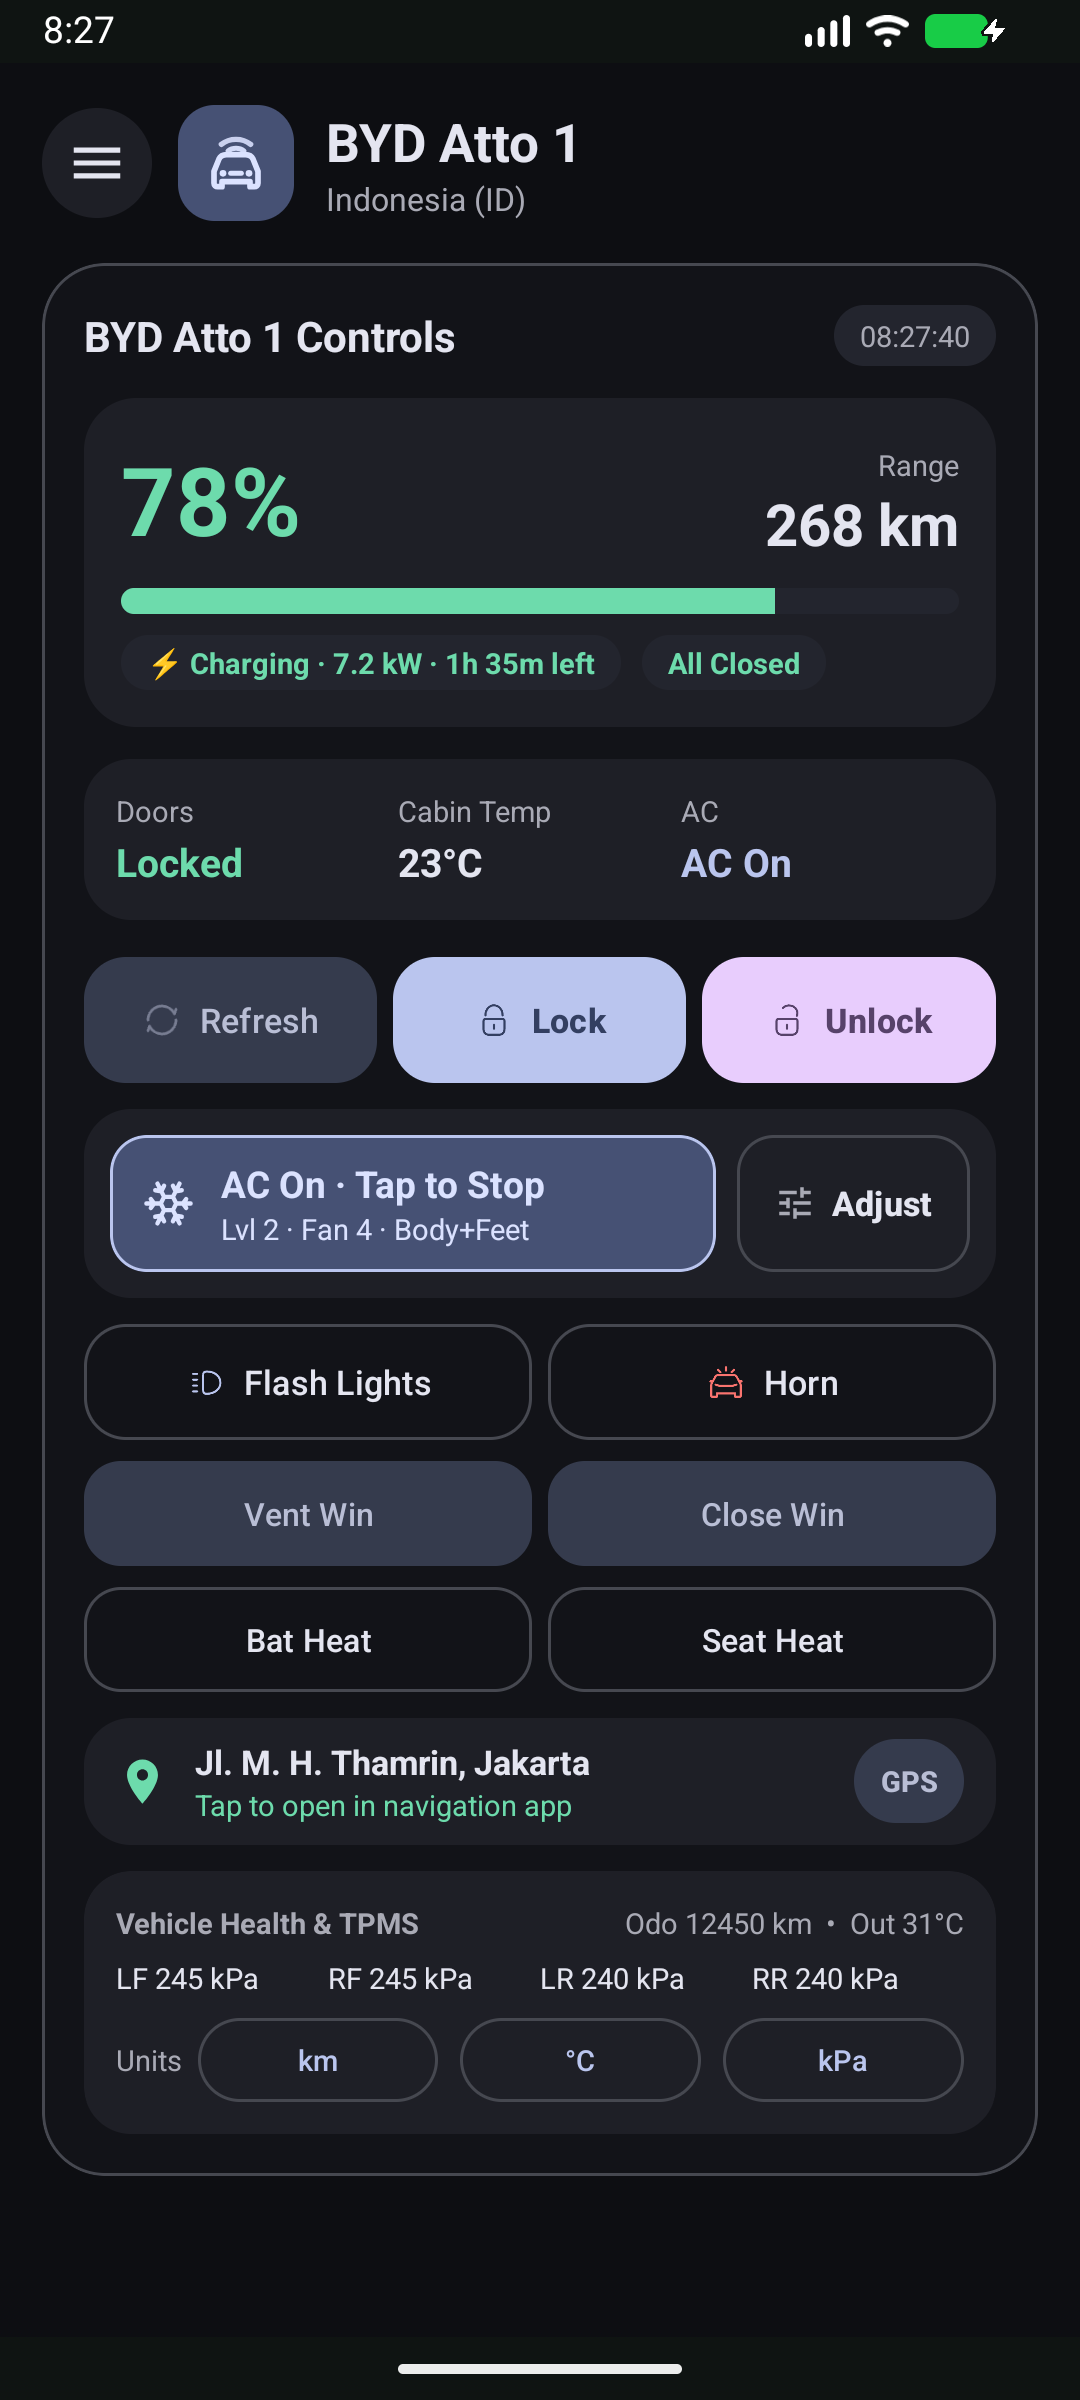 8:27
BYD Atto 1
Indonesia (ID)
BYD Atto 1 Controls
08:27:40
78%
Range
268 km
⚡ Charging · 7.2 kW · 1h 35m left
All Closed
Doors
Cabin Temp
AC
Locked
23°C
AC On
Refresh
Lock
Unlock
AC On · Tap to Stop
Lvl 2 · Fan 4 · Body+Feet
Adjust
Flash Lights
Horn
Vent Win
Close Win
Bat Heat
Seat Heat
Jl. M. H. Thamrin, Jakarta
Tap to open in navigation app
GPS
Vehicle Health & TPMS
Odo 12450 km • Out 31°C
LF 245 kPa
RF 245 kPa
LR 240 kPa
RR 240 kPa
Units
km
°C
kPa